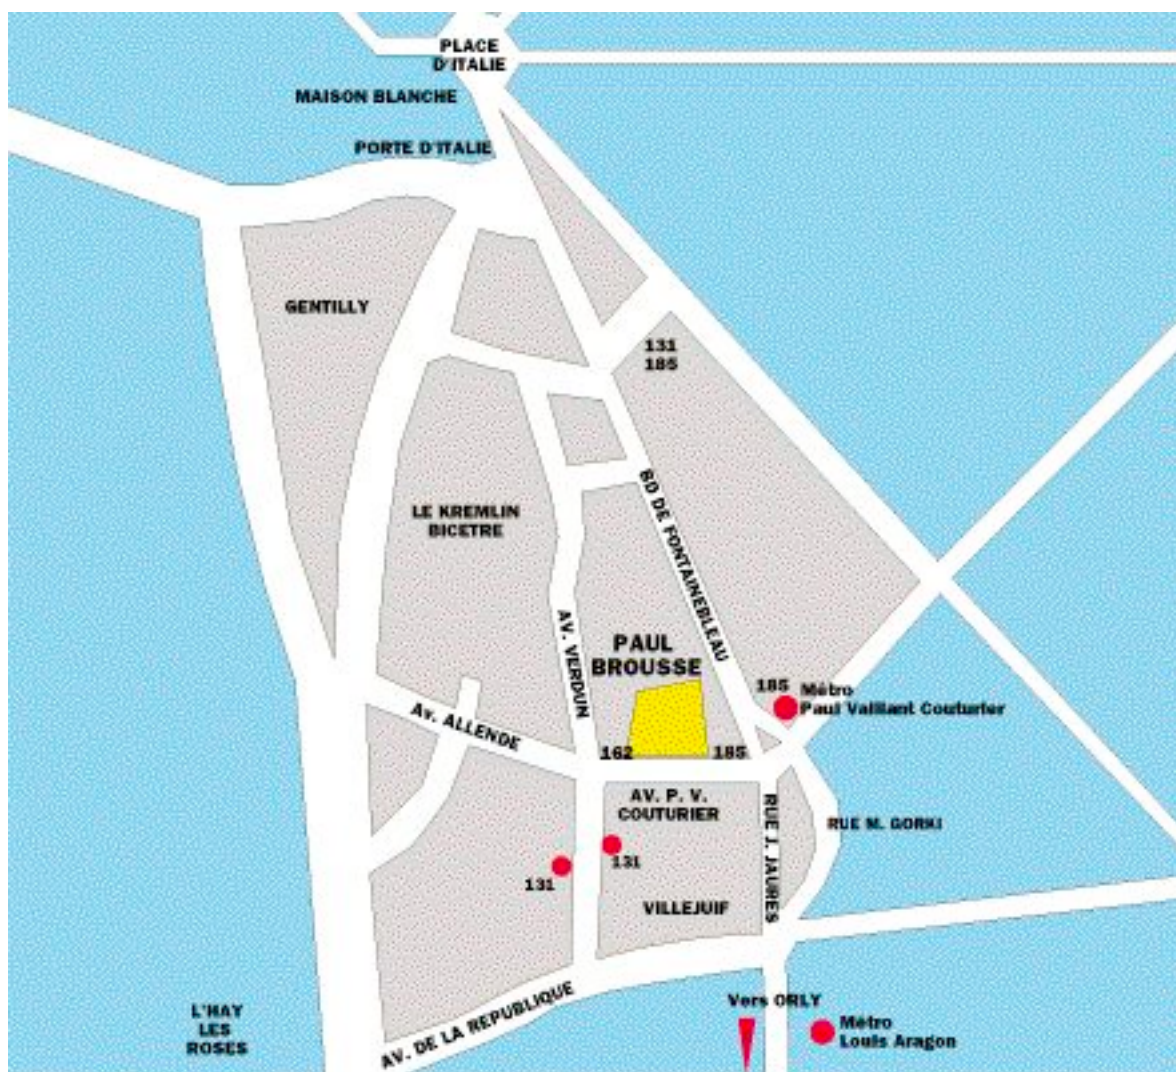 PLACE
D'ITALIE
MAISON BLANCHE
PORTE D'ITALIE
GENTILLY
131
185
LE KREMLIN
BICETRE
BD DE FONTAINEBLEAU
AV. VERDUN
PAUL
BROUSSE
185
Métro
Paul Vaillant Couturier
Av. ALLENDE
162
185
AV. P. V.
COUTURIER
RUE J. JAURES
RUE M. GORKI
131
131
VILLEJUIF
AV. DE LA REPUBLIQUE
L'HAY
LES
ROSES
Vers ORLY
Métro
Louis Aragon